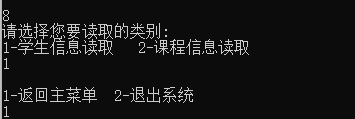 8
请选择您要读取的类别:
1-学生信息读取   2-课程信息读取
1
1-返回主菜单  2-退出系统
1